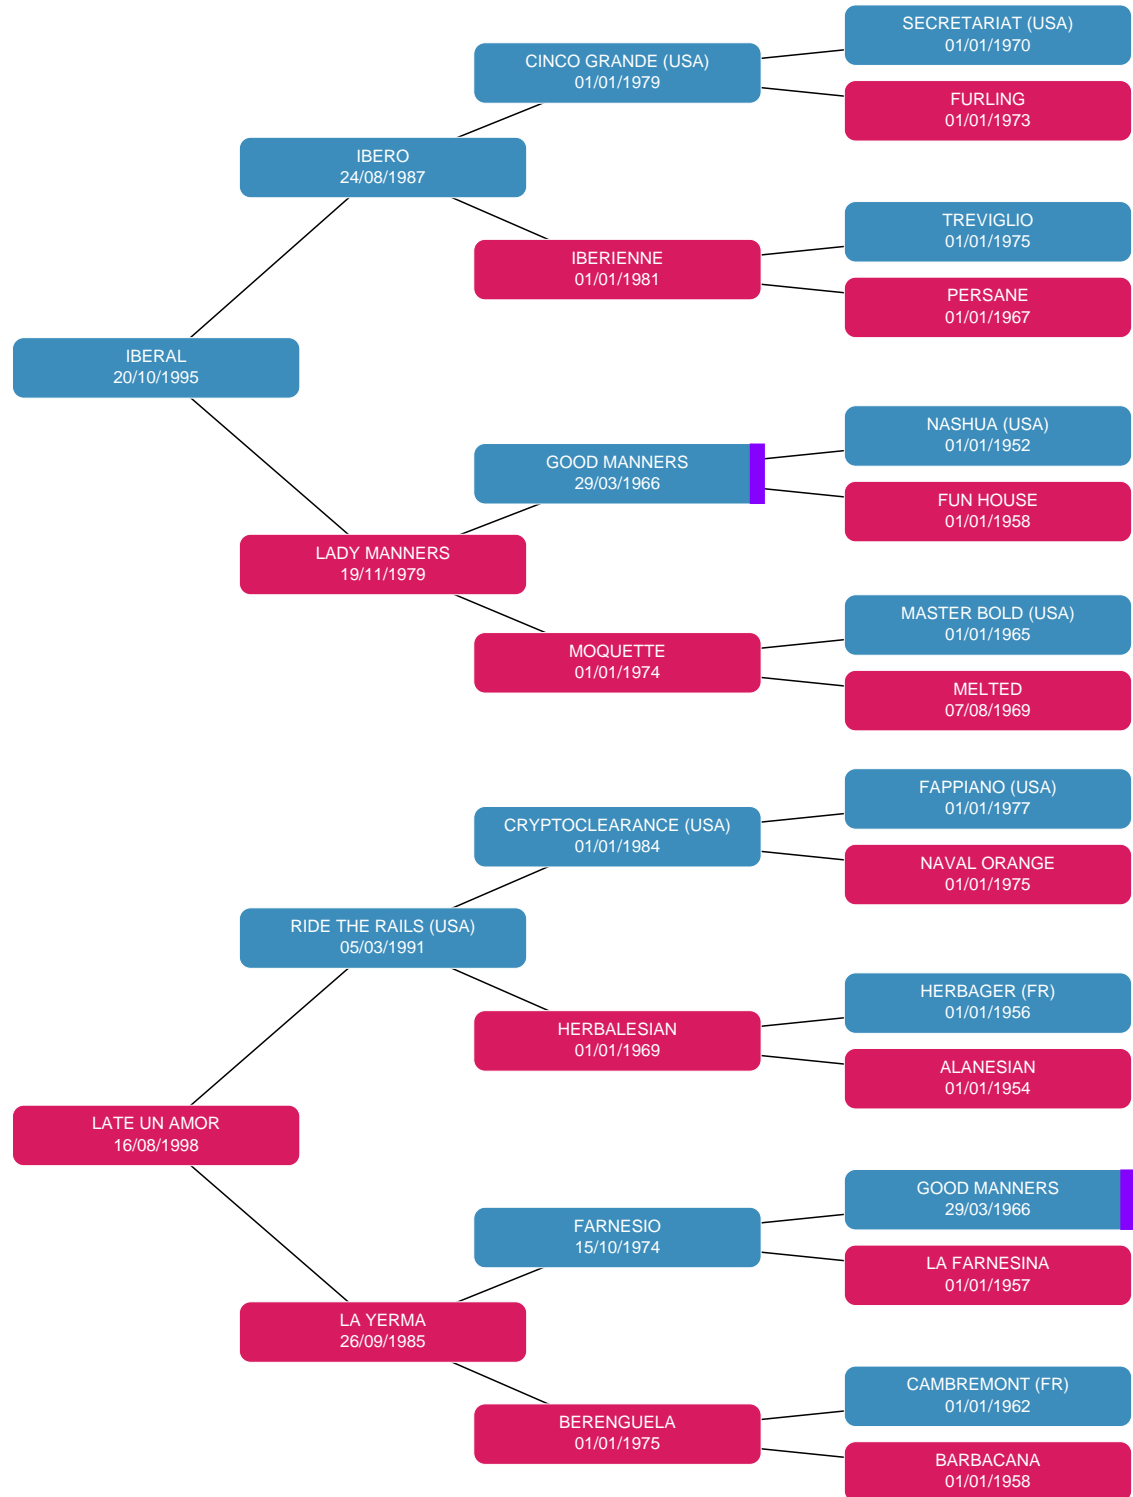 SECRETARIAT (USA)
01/01/1970
CINCO GRANDE (USA)
01/01/1979
FURLING
01/01/1973
IBERO
24/08/1987
TREVIGLIO
01/01/1975
IBERIENNE
01/01/1981
PERSANE
01/01/1967
IBERAL
20/10/1995
NASHUA (USA)
01/01/1952
GOOD MANNERS
29/03/1966
FUN HOUSE
01/01/1958
LADY MANNERS
19/11/1979
MASTER BOLD (USA)
01/01/1965
MOQUETTE
01/01/1974
MELTED
07/08/1969
FAPPIANO (USA)
01/01/1977
CRYPTOCLEARANCE (USA)
01/01/1984
NAVAL ORANGE
01/01/1975
RIDE THE RAILS (USA)
05/03/1991
HERBAGER (FR)
01/01/1956
HERBALESIAN
01/01/1969
ALANESIAN
01/01/1954
LATE UN AMOR
16/08/1998
GOOD MANNERS
29/03/1966
FARNESIO
15/10/1974
LA FARNESINA
01/01/1957
LA YERMA
26/09/1985
CAMBREMONT (FR)
01/01/1962
BERENGUELA
01/01/1975
BARBACANA
01/01/1958